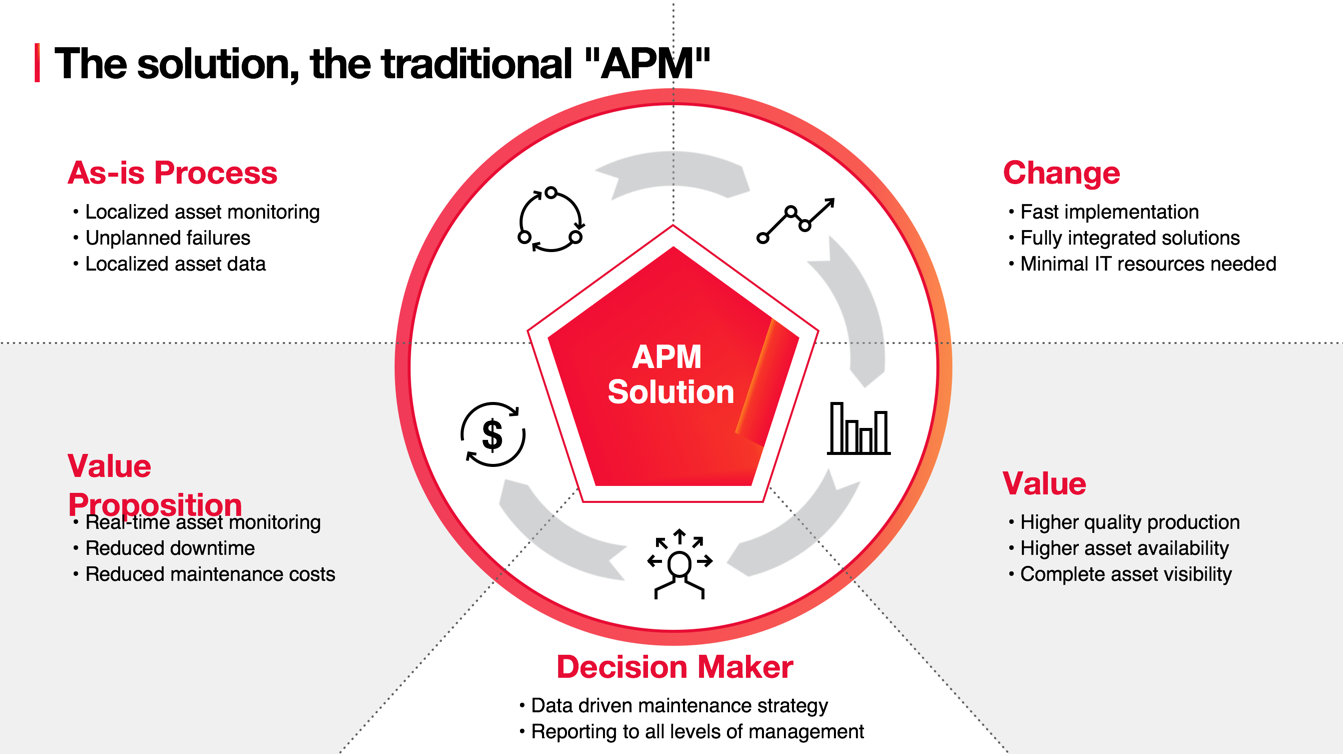 The solution, the traditional "APM"
As-is Process
• Localized asset monitoring
• Unplanned failures
• Localized asset data
Change
• Fast implementation
• Fully integrated solutions
• Minimal IT resources needed
APM
Solution
$
Value
Proposition
• Real-time asset monitoring
• Reduced downtime
• Reduced maintenance costs
Value
• Higher quality production
• Higher asset availability
• Complete asset visibility
Decision Maker
• Data driven maintenance strategy
• Reporting to all levels of management